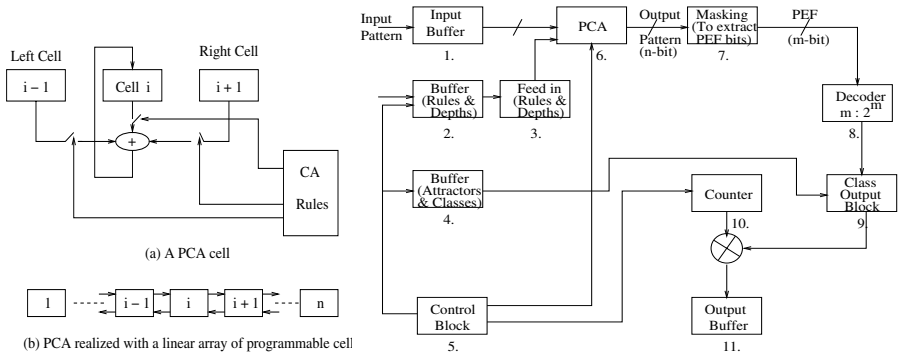 Left Cell
Right Cell
i – 1
Cell i
i + 1
+
CA
Rules
(a) A PCA cell
1
i – 1
i
i + 1
n
(b) PCA realized with a linear array of programmable cell
Input
Pattern
Input
Buffer
1.
PCA
6.
Output
Pattern
(n-bit)
Masking
(To extract
PEF bits)
7.
PEF
(m-bit)
Buffer
(Rules &
Depths)
2.
Feed in
(Rules &
Depths)
3.
Decoder
m : 2^m
8.
Buffer
(Attractors
& Classes)
4.
Counter
10.
Class
Output
Block
9.
Control
Block
5.
Output
Buffer
11.